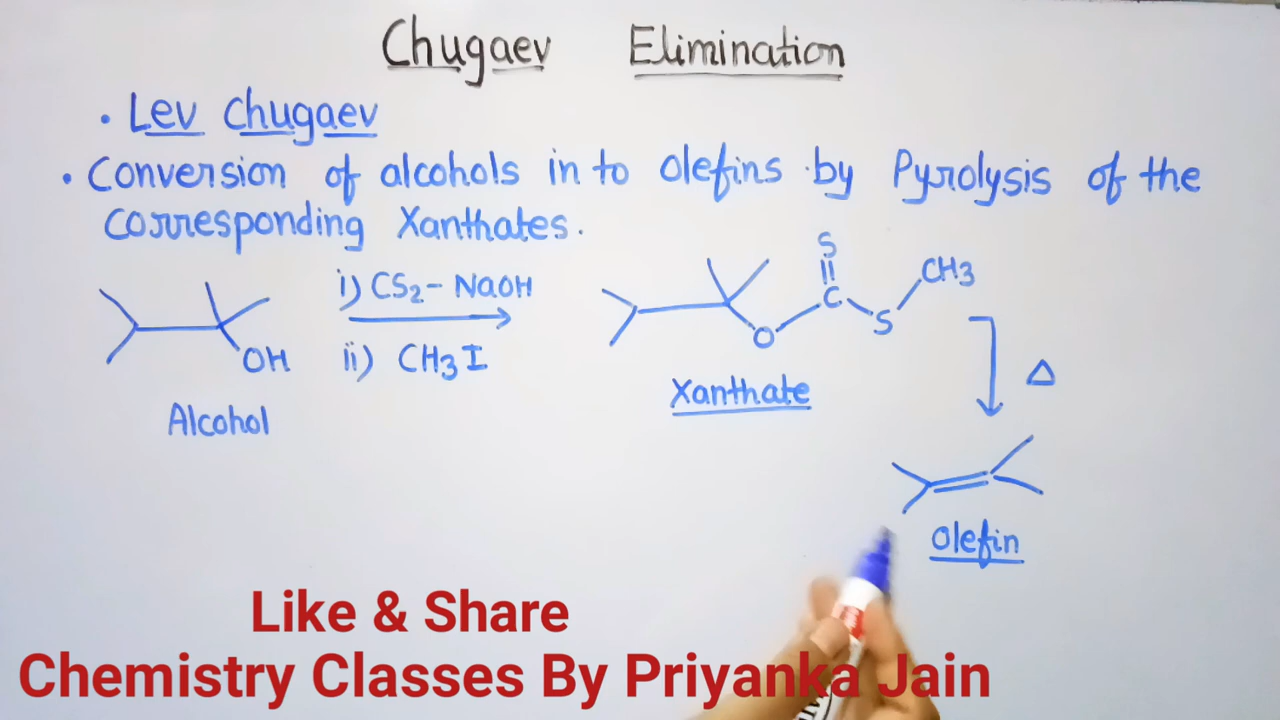 Chugaev Elimination
• Lev Chugaev
• Conversion of alcohols in to olefins by Pyrolysis of the
corresponding Xanthates.
i) CS2 - NaOH
ii) CH3I
OH
Alcohol
S
||
C
O
S
CH3
Xanthate
Δ
Olefin
Like & Share
Chemistry Classes By Priyanka Jain